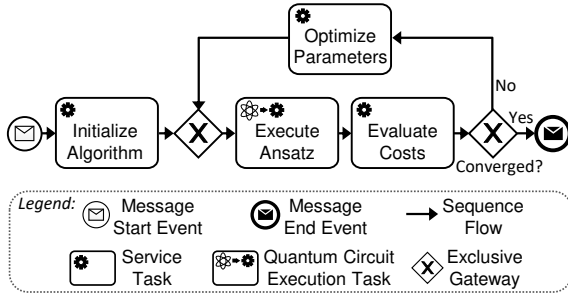 Optimize
Parameters
No
Initialize
Algorithm
X
Execute
Ansatz
Evaluate
Costs
X
Yes
Converged?
Legend:
Message
Start Event
Message
End Event
Sequence
Flow
Service
Task
Quantum Circuit
Execution Task
X
Exclusive
Gateway